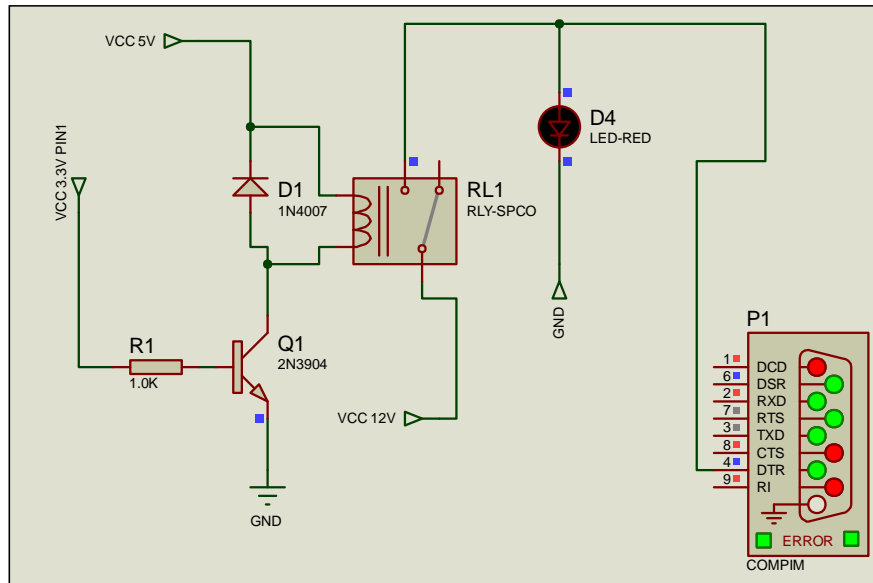 VCC 5V
VCC 3.3V PIN1
D1
1N4007
RL1
RLY-SPCO
D4
LED-RED
GND
R1
1.0K
Q1
2N3904
VCC 12V
GND
P1
1
DCD
6
DSR
2
RXD
7
RTS
3
TXD
8
CTS
4
DTR
9
RI
ERROR
COMPIM